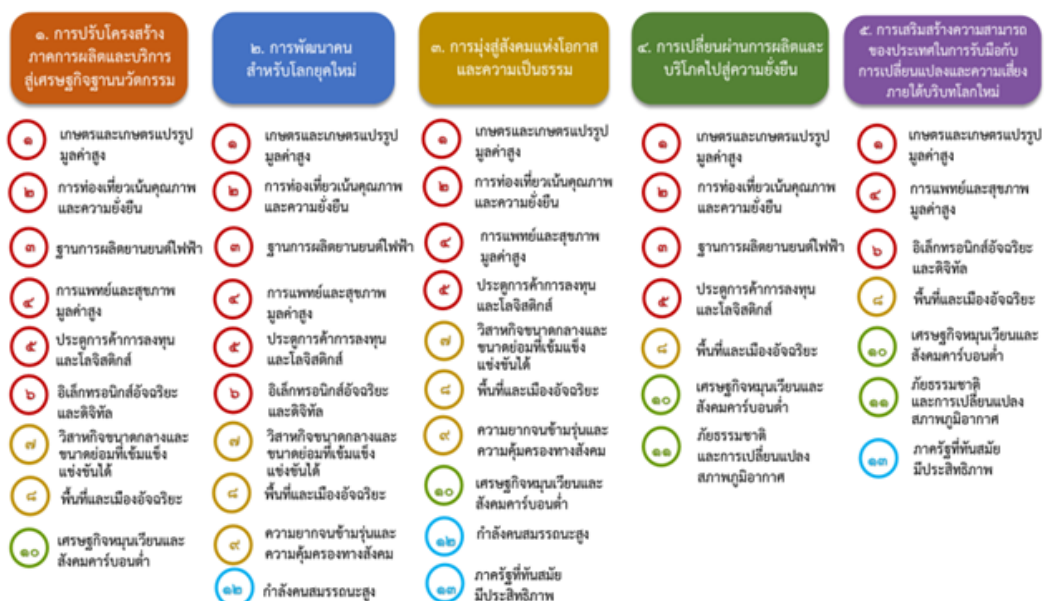 ๑. การปรับโครงสร้าง
ภาคการผลิตและบริการ
สู่เศรษฐกิจฐานนวัตกรรม
๑
เกษตรและเกษตรแปรรูป
มูลค่าสูง
๒
การท่องเที่ยวเน้นคุณภาพ
และความยั่งยืน
๓
ฐานการผลิตยานยนต์ไฟฟ้า
๔
การแพทย์และสุขภาพ
มูลค่าสูง
๕
ประตูการค้าการลงทุน
และโลจิสติกส์
๖
อิเล็กทรอนิกส์อัจฉริยะ
และดิจิทัล
๗
วิสาหกิจขนาดกลางและ
ขนาดย่อมที่เข้มแข็ง
แข่งขันได้
๘
พื้นที่และเมืองอัจฉริยะ
๑๐
เศรษฐกิจหมุนเวียนและ
สังคมคาร์บอนต่ำ
๒. การพัฒนาคน
สำหรับโลกยุคใหม่
๑
เกษตรและเกษตรแปรรูป
มูลค่าสูง
๒
การท่องเที่ยวเน้นคุณภาพ
และความยั่งยืน
๓
ฐานการผลิตยานยนต์ไฟฟ้า
๔
การแพทย์และสุขภาพ
มูลค่าสูง
๕
ประตูการค้าการลงทุน
และโลจิสติกส์
๖
อิเล็กทรอนิกส์อัจฉริยะ
และดิจิทัล
๗
วิสาหกิจขนาดกลางและ
ขนาดย่อมที่เข้มแข็ง
แข่งขันได้
๘
พื้นที่และเมืองอัจฉริยะ
๙
ความยากจนข้ามรุ่นและ
ความคุ้มครองทางสังคม
๑๒
กำลังคนสมรรถนะสูง
๓. การมุ่งสู่สังคมแห่งโอกาส
และความเป็นธรรม
๑
เกษตรและเกษตรแปรรูป
มูลค่าสูง
๒
การท่องเที่ยวเน้นคุณภาพ
และความยั่งยืน
๔
การแพทย์และสุขภาพ
มูลค่าสูง
๕
ประตูการค้าการลงทุน
และโลจิสติกส์
๗
วิสาหกิจขนาดกลางและ
ขนาดย่อมที่เข้มแข็ง
แข่งขันได้
๘
พื้นที่และเมืองอัจฉริยะ
๙
ความยากจนข้ามรุ่นและ
ความคุ้มครองทางสังคม
๑๐
เศรษฐกิจหมุนเวียนและ
สังคมคาร์บอนต่ำ
๑๒
กำลังคนสมรรถนะสูง
๑๓
ภาครัฐที่ทันสมัย
มีประสิทธิภาพ
๔. การเปลี่ยนผ่านการผลิตและ
บริโภคไปสู่ความยั่งยืน
๑
เกษตรและเกษตรแปรรูป
มูลค่าสูง
๒
การท่องเที่ยวเน้นคุณภาพ
และความยั่งยืน
๓
ฐานการผลิตยานยนต์ไฟฟ้า
๕
ประตูการค้าการลงทุน
และโลจิสติกส์
๘
พื้นที่และเมืองอัจฉริยะ
๑๐
เศรษฐกิจหมุนเวียนและ
สังคมคาร์บอนต่ำ
๑๑
ภัยธรรมชาติ
และการเปลี่ยนแปลง
สภาพภูมิอากาศ
๕. การเสริมสร้างความสามารถ
ของประเทศในการรับมือกับ
การเปลี่ยนแปลงและความเสี่ยง
ภายใต้บริบทโลกใหม่
๑
เกษตรและเกษตรแปรรูป
มูลค่าสูง
๔
การแพทย์และสุขภาพ
มูลค่าสูง
๖
อิเล็กทรอนิกส์อัจฉริยะ
และดิจิทัล
๘
พื้นที่และเมืองอัจฉริยะ
๑๐
เศรษฐกิจหมุนเวียนและ
สังคมคาร์บอนต่ำ
๑๑
ภัยธรรมชาติ
และการเปลี่ยนแปลง
สภาพภูมิอากาศ
๑๓
ภาครัฐที่ทันสมัย
มีประสิทธิภาพ